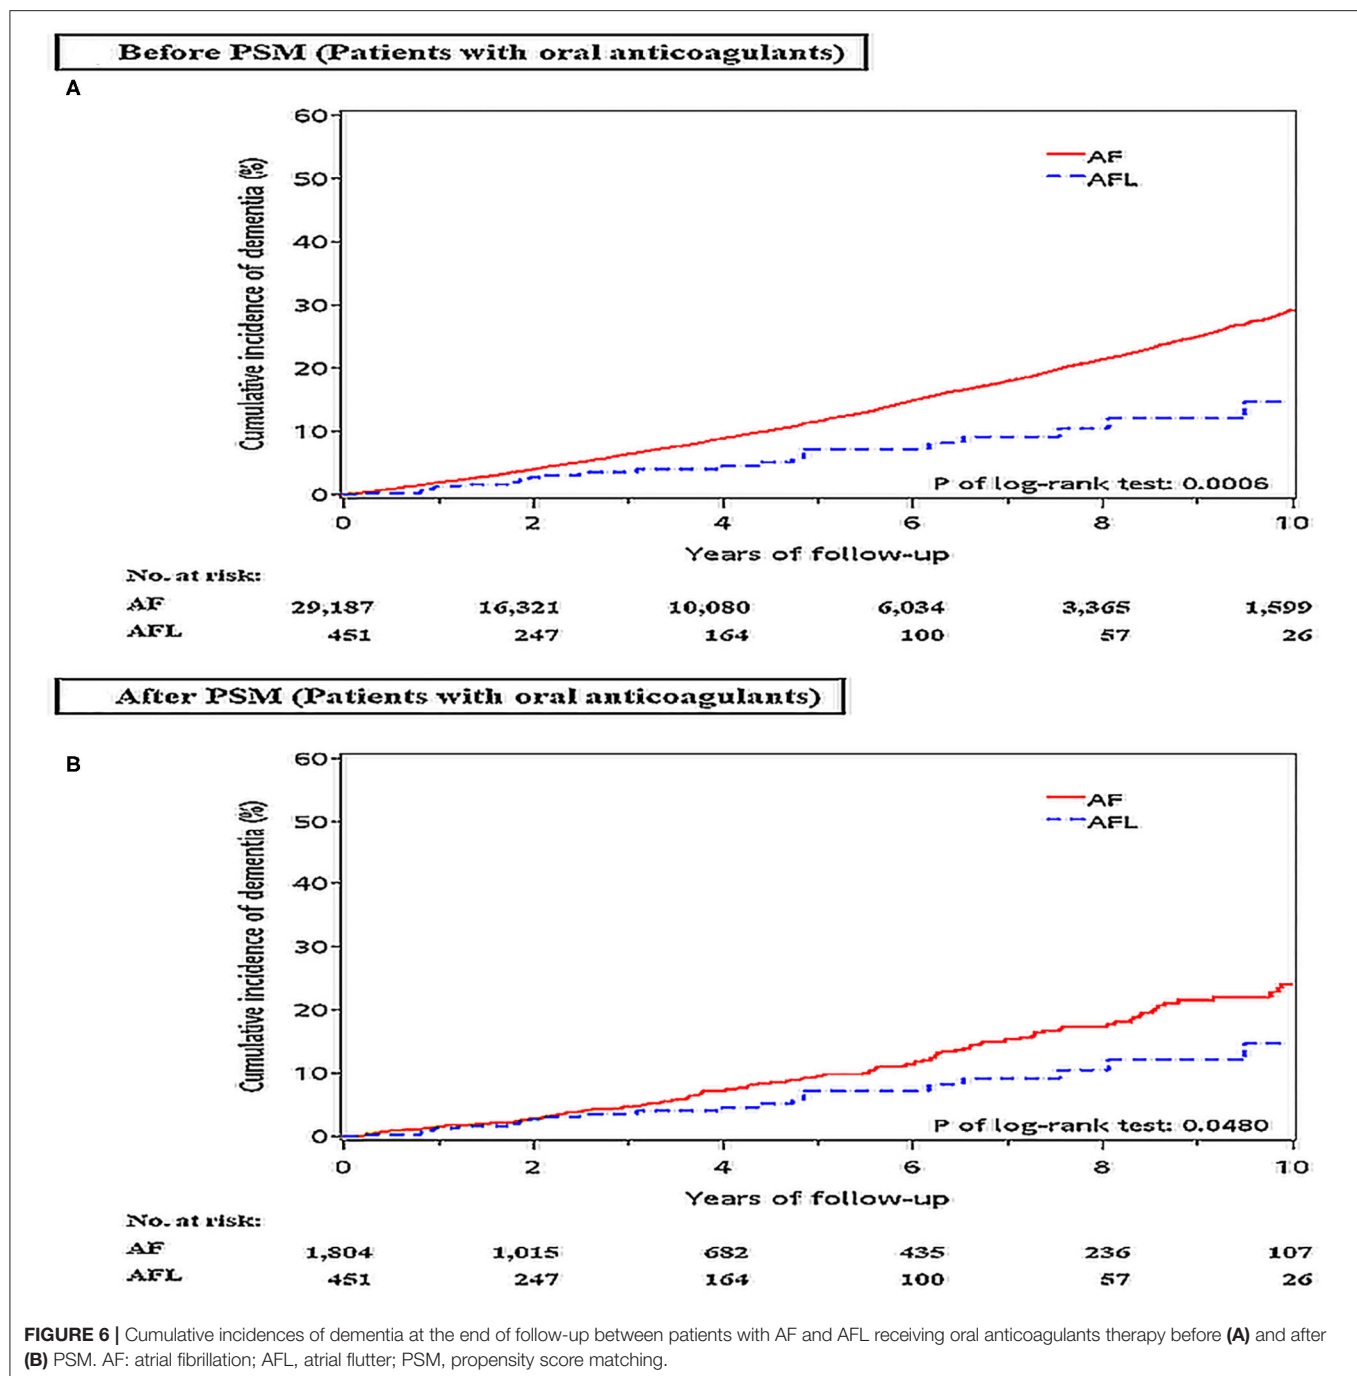 Before PSM (Patients with oral anticoagulants)
A
60
50
40
30
20
10
0
Cumulative incidence of dementia (%)
AF
AFL
P of log-rank test: 0.0006
0 2 4 6 8 10
Years of follow-up
No. at risk:
AF 29,187 16,321 10,080 6,034 3,365 1,599
AFL 451 247 164 100 57 26
After PSM (Patients with oral anticoagulants)
B
60
50
40
30
20
10
0
Cumulative incidence of dementia (%)
AF
AFL
P of log-rank test: 0.0480
0 2 4 6 8 10
Years of follow-up
No. at risk:
AF 1,804 1,015 682 435 236 107
AFL 451 247 164 100 57 26
FIGURE 6 | Cumulative incidences of dementia at the end of follow-up between patients with AF and AFL receiving oral anticoagulants therapy before (A) and after
(B) PSM. AF: atrial fibrillation; AFL, atrial flutter; PSM, propensity score matching.